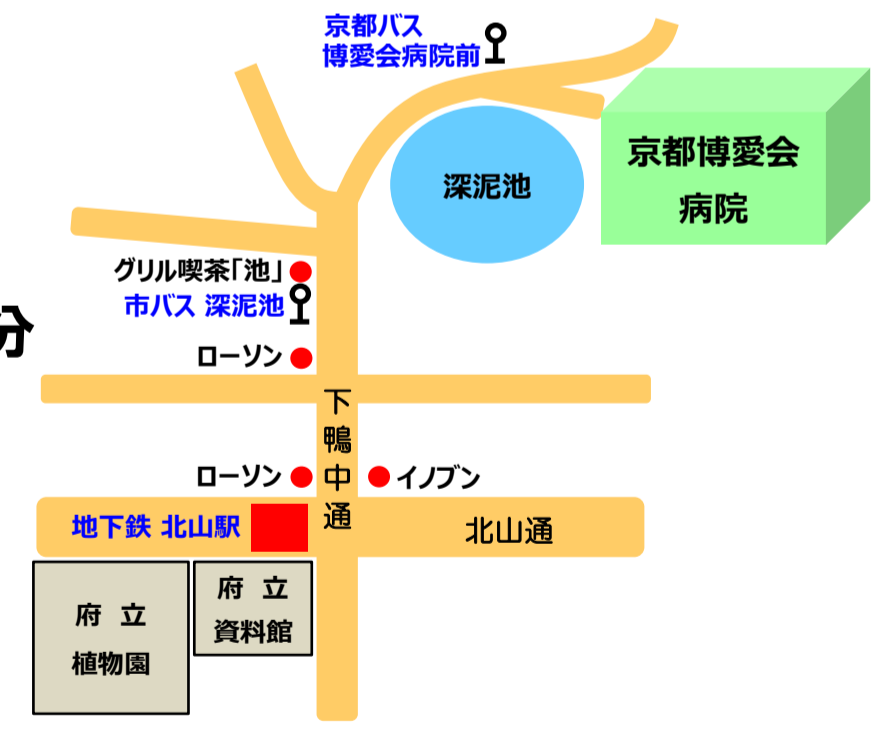 京都バス
博愛会病院前
京都博愛会
病院
深泥池
グリル喫茶「池」
市バス 深泥池
分
ローソン
下鴨中通
ローソン
イノブン
地下鉄 北山駅
北山通
府 立
植物園
府 立
資料館